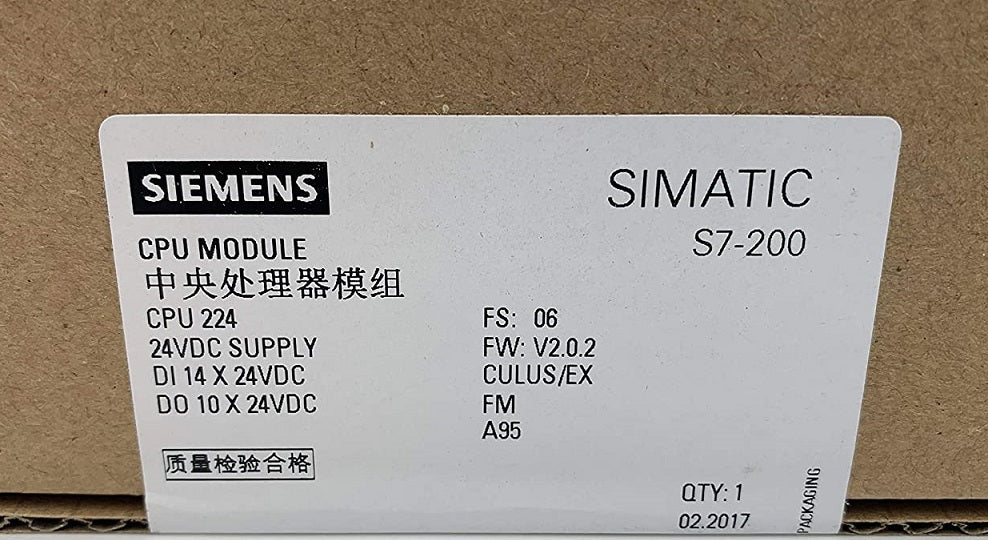 SIEMENS
SIMATIC
S7-200
CPU MODULE
中央处理器模组
CPU 224
24VDC SUPPLY
DI 14 X 24VDC
DO 10 X 24VDC
FS: 06
FW: V2.0.2
CULUS/EX
FM
A95
质量检验合格
QTY: 1
02.2017
PACKAGING